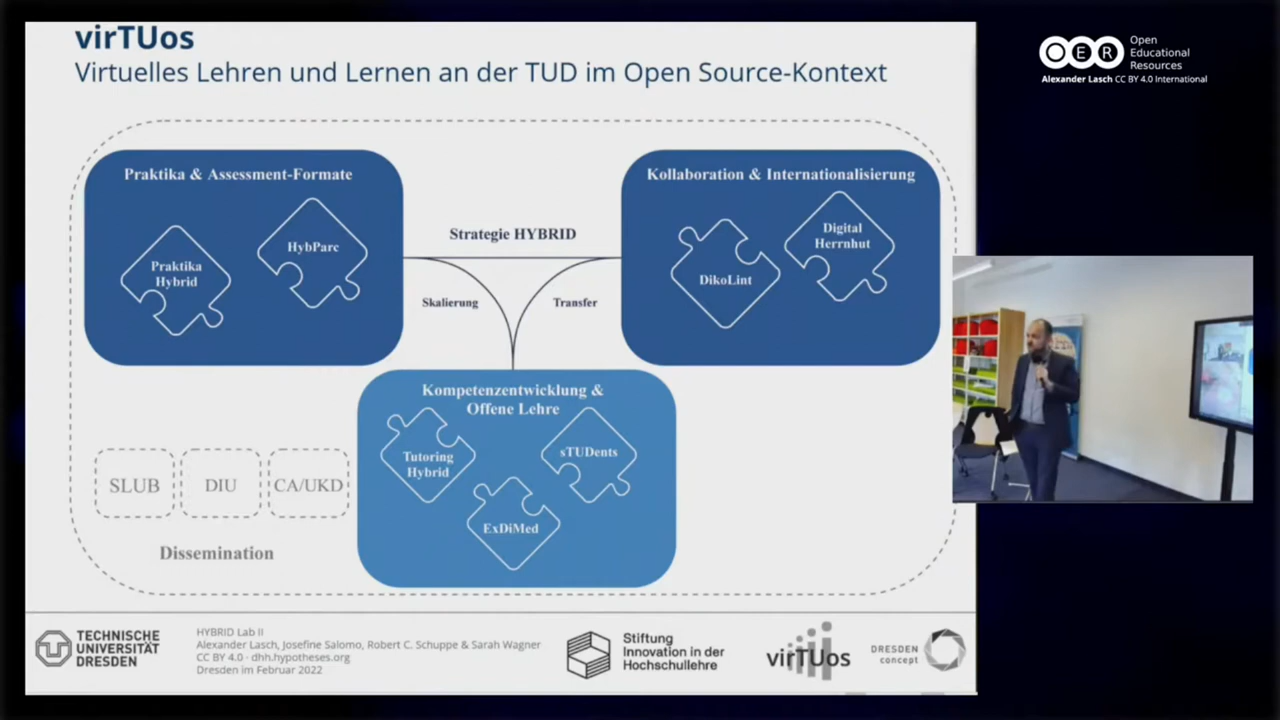 virTUos
Virtuelles Lehren und Lernen an der TUD im Open Source-Kontext
Praktika & Assessment-Formate
Praktika
Hybrid
HybParc
Strategie HYBRID
Skalierung
Transfer
Kollaboration & Internationalisierung
DikoLint
Digital
Herrnhut
Kompetenzentwicklung &
Offene Lehre
Tutoring
Hybrid
sTUDents
ExDiMed
SLUB
DIU
CA/UKD
Dissemination
TECHNISCHE
UNIVERSITÄT
DRESDEN
HYBRID Lab II
Alexander Lasch, Josefine Salomo, Robert C. Schuppe & Sarah Wagner
CC BY 4.0 · dhh.hypotheses.org
Dresden im Februar 2022
Stiftung
Innovation in der
Hochschullehre
virTUos
DRESDEN
concept
OER
Open
Educational
Resources
Alexander Lasch CC BY 4.0 International